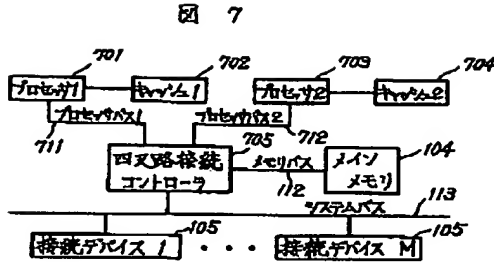 図 7
701
702
703
704
プロセッサ1
キャッシュ1
プロセッサ2
キャッシュ2
プロセッサバス1
プロセッサバス2
711
705
712
四叉路接続
コントローラ
メモリバス
112
メイン
メモリ
104
システムバス
113
105
接続デバイス 1
・・・
105
接続デバイス M